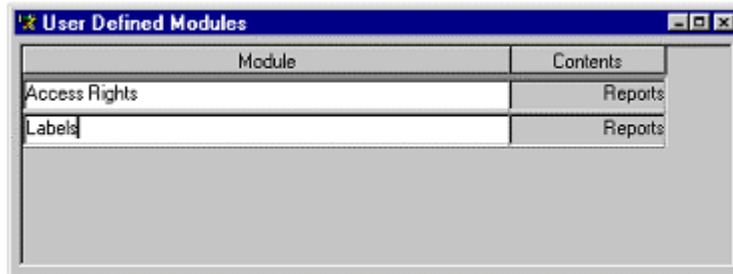 User Defined Modules
Module Contents
Access Rights Reports
Labels Reports